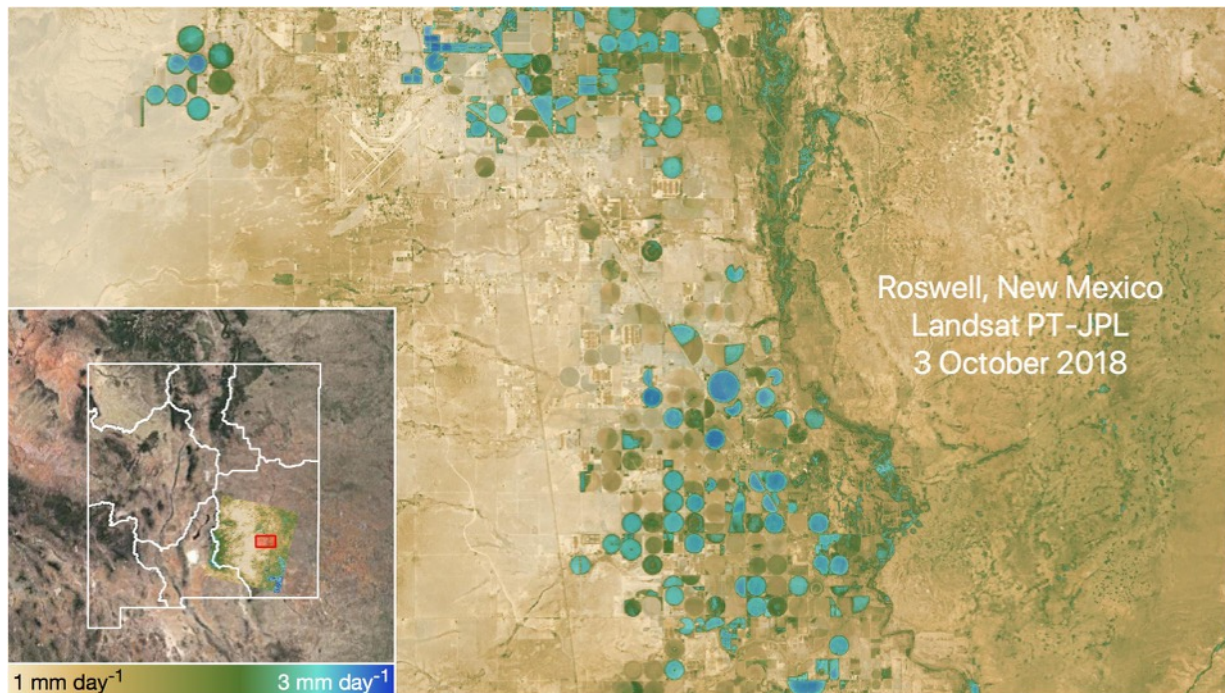 Roswell, New Mexico
Landsat PT-JPL
3 October 2018
1 mm day⁻¹ 3 mm day⁻¹